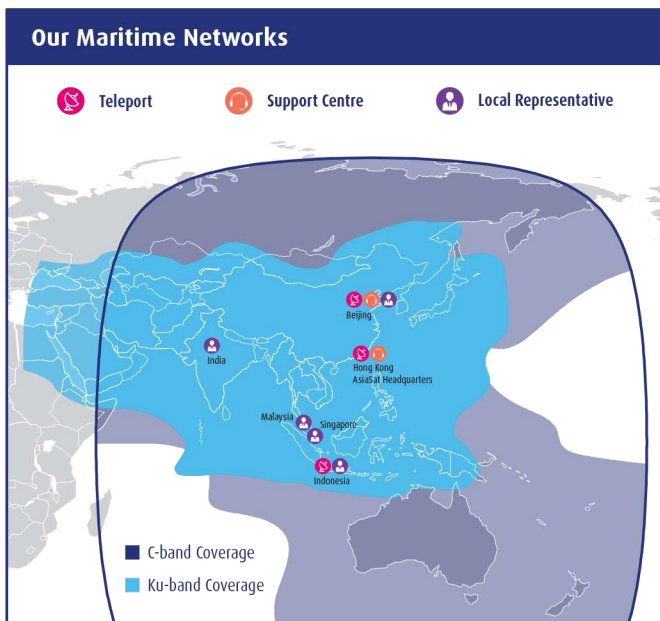 Our Maritime Networks
Teleport
Support Centre
Local Representative
Beijing
India
Hong Kong
AsiaSat Headquarters
Malaysia
Singapore
Indonesia
C-band Coverage
Ku-band Coverage